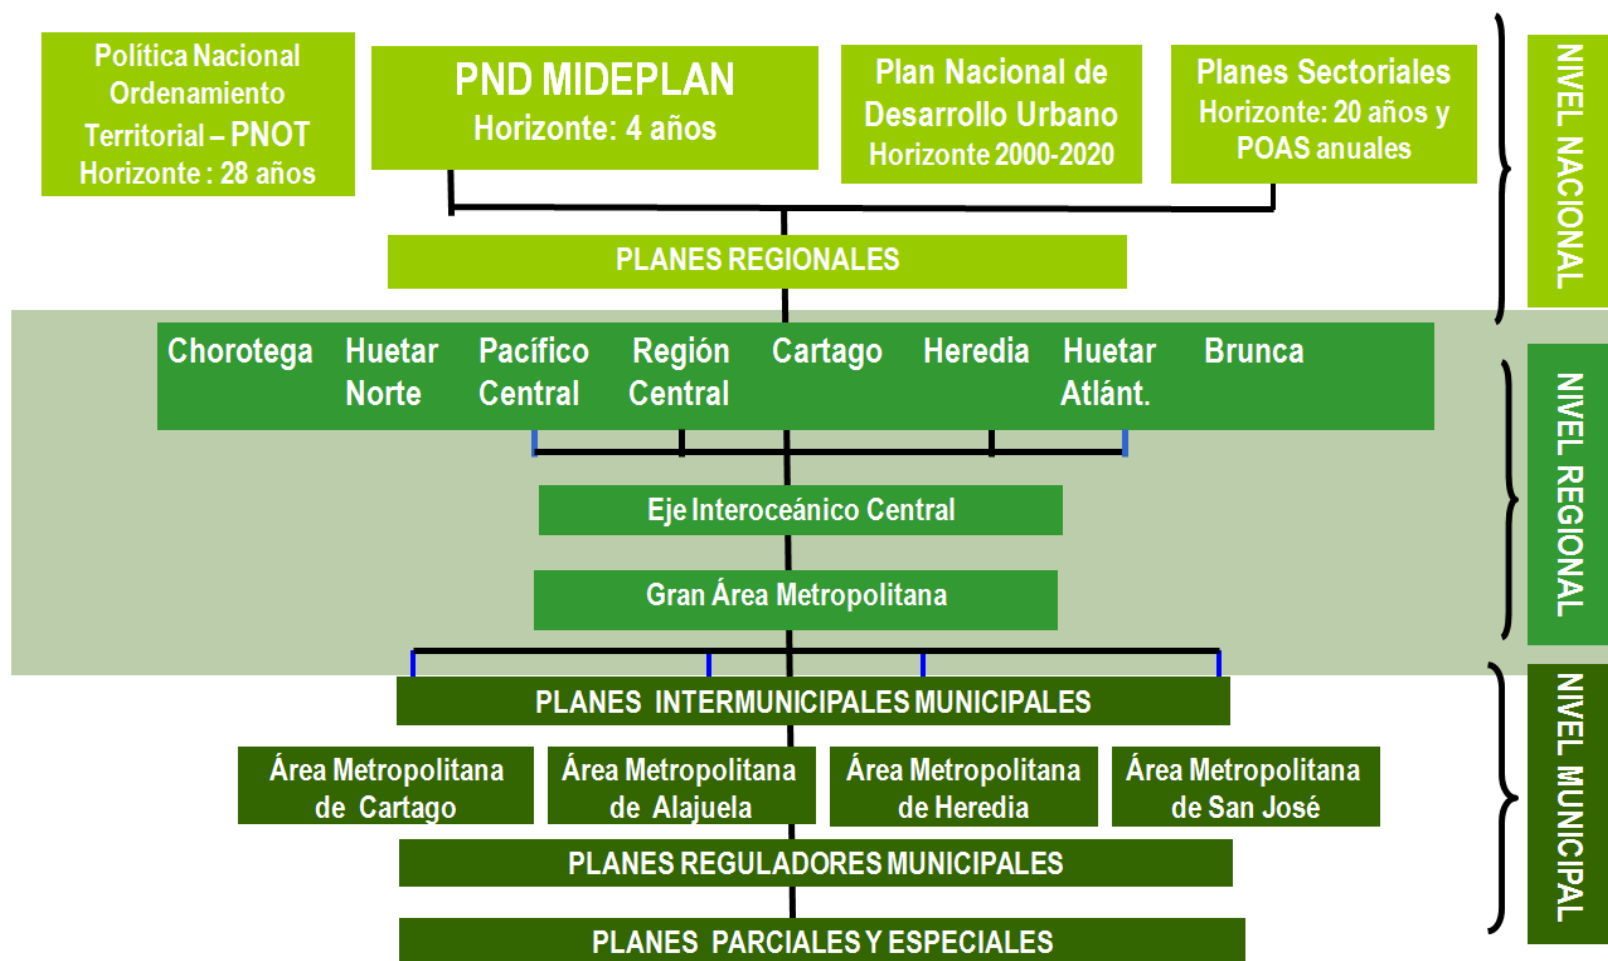 Política Nacional
Ordenamiento
Territorial – PNOT
Horizonte : 28 años
PND MIDEPLAN
Horizonte: 4 años
Plan Nacional de
Desarrollo Urbano
Horizonte 2000-2020
Planes Sectoriales
Horizonte: 20 años y
POAS anuales
NIVEL NACIONAL
PLANES REGIONALES
Chorotega
Huetar
Norte
Pacífico
Central
Región
Central
Cartago
Heredia
Huetar
Atlánt.
Brunca
NIVEL REGIONAL
Eje Interoceánico Central
Gran Área Metropolitana
PLANES INTERMUNICIPALES MUNICIPALES
NIVEL MUNICIPAL
Área Metropolitana
de Cartago
Área Metropolitana
de Alajuela
Área Metropolitana
de Heredia
Área Metropolitana
de San José
PLANES REGULADORES MUNICIPALES
PLANES PARCIALES Y ESPECIALES